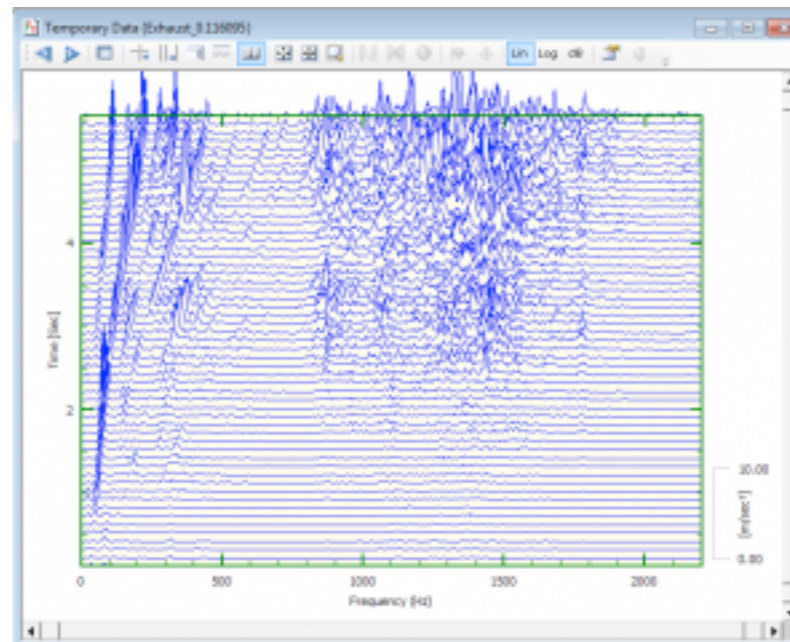 Temporary Data (Exhaust_0.116095)
Lin Log dB
4
Time [Sec]
2
10.00
[m/sec²]
0.00
0 500 1000 1500 2000
Frequency [Hz]